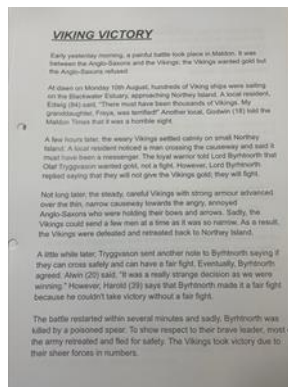 VIKING VICTORY
Early yesterday morning, a painful battle took place in Maldon. It was
between the Anglo-Saxons and the Vikings; the Vikings wanted gold but
the Anglo-Saxons refused.
At dawn on Monday 10th August, hundreds of Viking ships were sailing
on the Blackwater Estuary, approaching Northey Island. A local resident,
Edwig (84) said, "There must have been thousands of Vikings. My
granddaughter, Freya, was terrified!" Another local, Godwin (18) told the
Maldon Times that it was a horrible sight.
A few hours later, the weary Vikings settled calmly on small Northey
Island. A local resident noticed a man crossing the causeway and said it
must have been a messenger. The loyal warrior told Lord Byrhtnorth that
Olaf Tryggvason wanted gold, not a fight. However, Lord Byrhtnorth
replied saying that they will not give the Vikings gold; they will fight.
Not long later, the steady, careful Vikings with strong armour advanced
over the thin, narrow causeway towards the angry, annoyed
Anglo-Saxons who were holding their bows and arrows. Sadly, the
Vikings could send a few men at a time as it was so narrow. As a result,
the Vikings were defeated and retreated back to Northey Island.
A little while later, Tryggvason sent another note to Byrhtnorth saying if
they can cross safely and can have a fair fight. Eventually, Byrhtnorth
agreed. Alwin (20) said, "It was a really strange decision as we were
winning." However, Harold (39) says that Byrhtnorth made it a fair fight
because he couldn't take victory without a fair fight.
The battle restarted within several minutes and sadly, Byrhtnorth was
killed by a poisoned spear. To show respect to their brave leader, most
the army retreated and fled for safety. The Vikings took victory due to
their sheer forces in numbers.